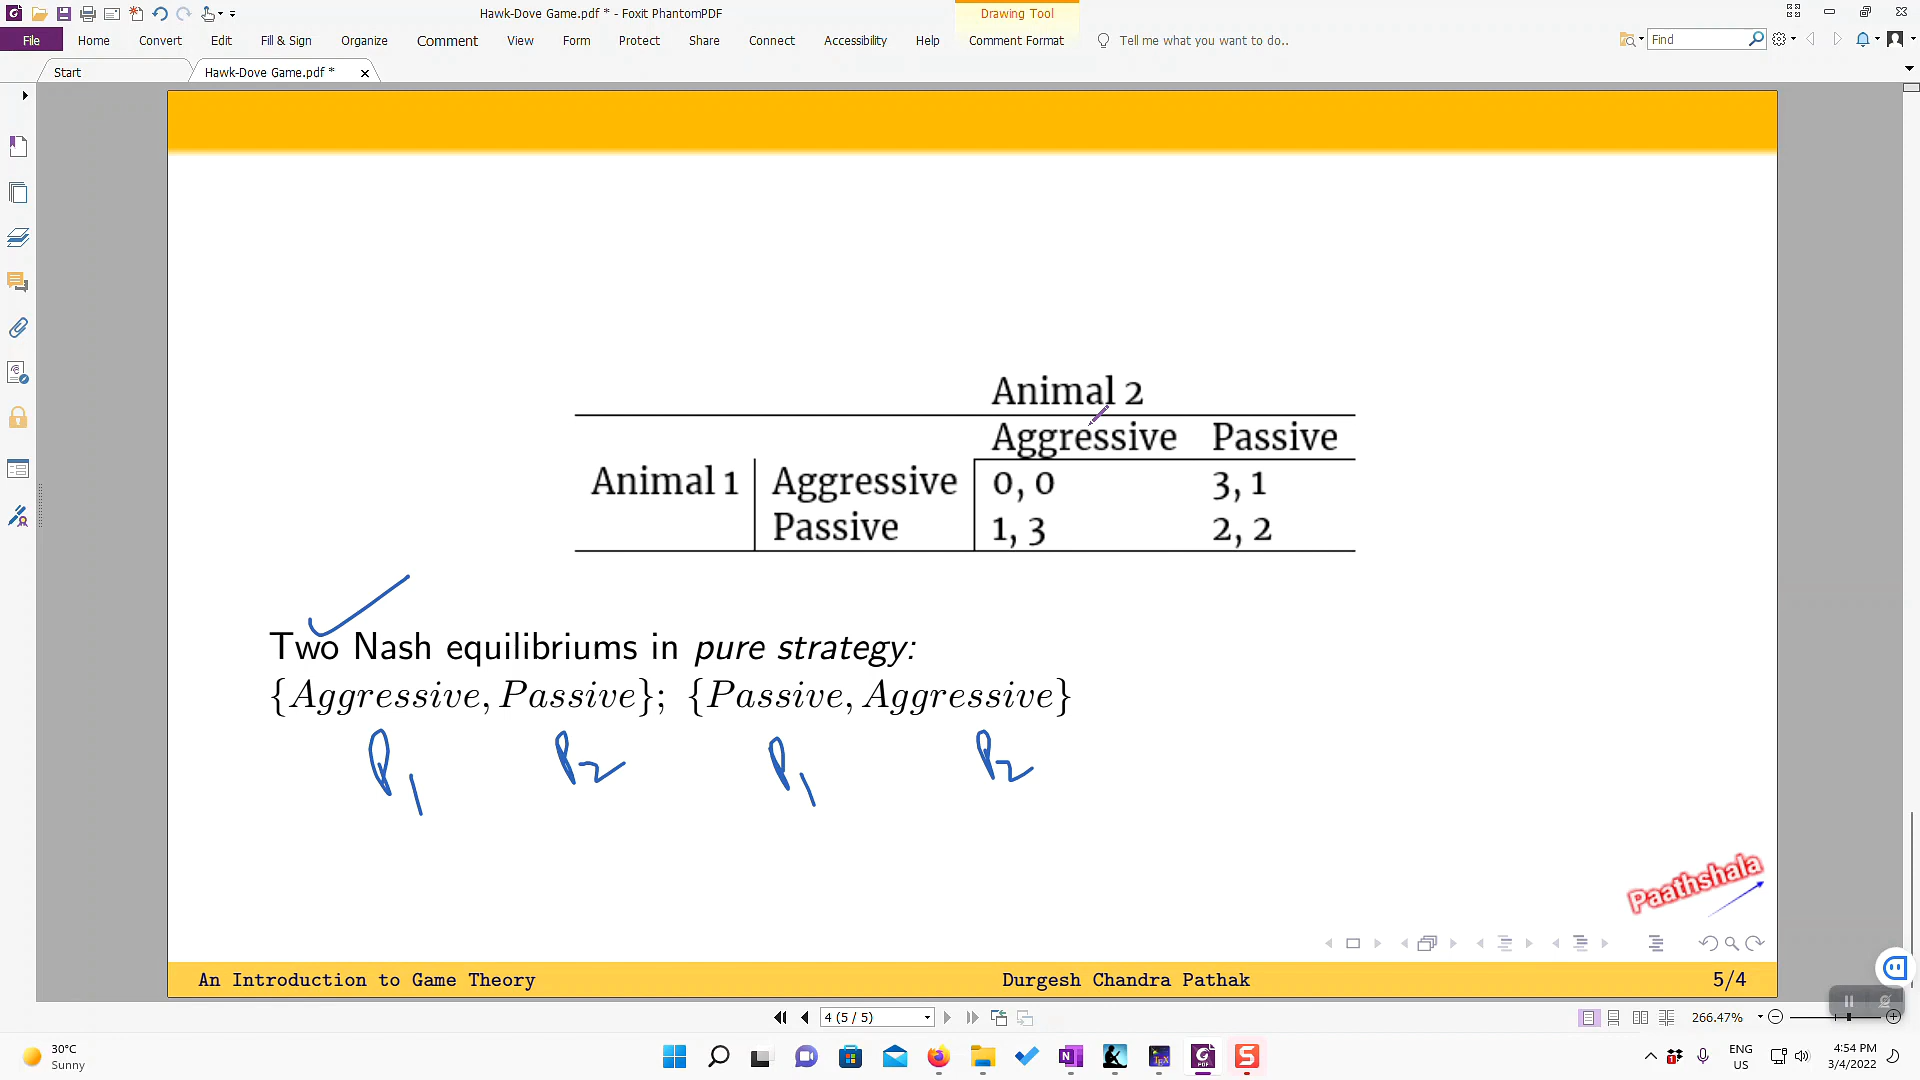 Hawk-Dove Game.pdf * - Foxit PhantomPDF
Drawing Tool
File Home Convert Edit Fill & Sign Organize Comment View Form Protect Share Connect Accessibility Help Comment Format Tell me what you want to do.. Find
Start Hawk-Dove Game.pdf *
Animal 2
Aggressive Passive
Animal 1 Aggressive 0, 0 3, 1
Passive 1, 3 2, 2
Two Nash equilibriums in pure strategy:
{Aggressive, Passive}; {Passive, Aggressive}
P1 P2 P1 P2
Paathshala
An Introduction to Game Theory Durgesh Chandra Pathak 5/4
4 (5 / 5) 266.47%
30°C
Sunny
ENG
US
4:54 PM
3/4/2022